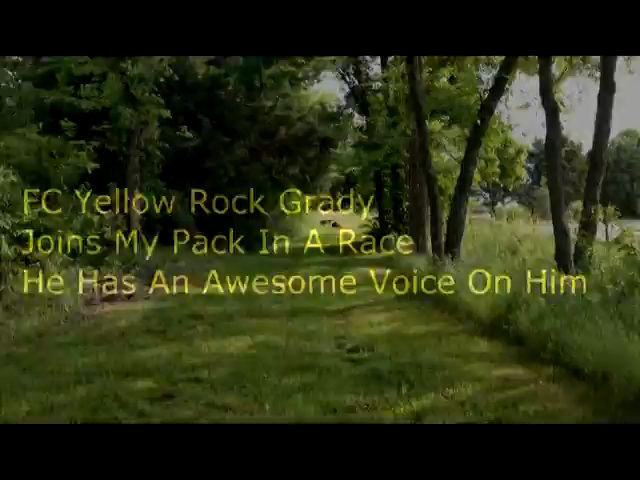 FC Yellow Rock Grady
Joins My Pack In A Race
He Has An Awesome Voice On Him